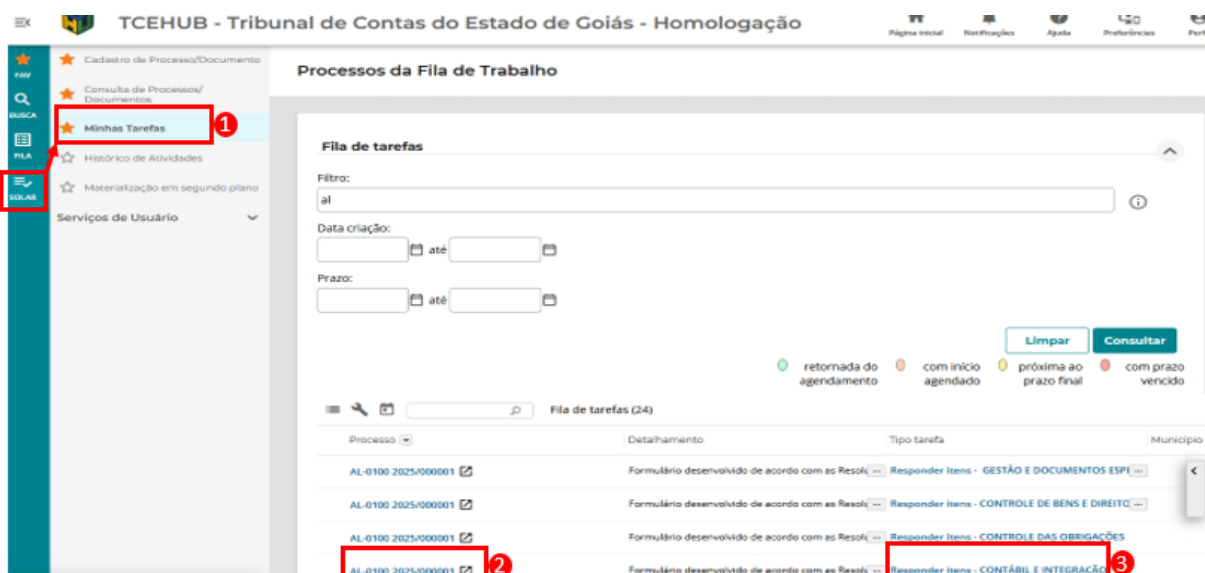 TCEHUB - Tribunal de Contas do Estado de Goiás - Homologação
Página inicial
Notificações
Ajuda
Preferências
Perf
FAV
BUSCA
FILA
SOLAR
Cadastro de Processo/Documento
Consulta de Processos/
Documentos
Minhas Tarefas
1
Histórico de Atividades
Materialização em segundo plano
Serviços de Usuário
Processos da Fila de Trabalho
Fila de tarefas
Filtro:
al
Data criação:
até
Prazo:
até
Limpar
Consultar
retornada do
agendamento
com início
agendado
próxima ao
prazo final
com prazo
vencido
Fila de tarefas (24)
Processo Detalhamento Tipo tarefa Município
AL-0100 2025/000001 Formulário desenvolvido de acordo com as Resolu ... Responder itens - GESTÃO E DOCUMENTOS ESPE ...
AL-0100 2025/000001 Formulário desenvolvido de acordo com as Resolu ... Responder itens - CONTROLE DE BENS E DIREITO ...
AL-0100 2025/000001 Formulário desenvolvido de acordo com as Resolu ... Responder itens - CONTROLE DAS OBRIGAÇÕES
AL-0100 2025/000001 2 Formulário desenvolvido de acordo com as Resolu ... Responder itens - CONTÁBIL E INTEGRAÇÃO 3